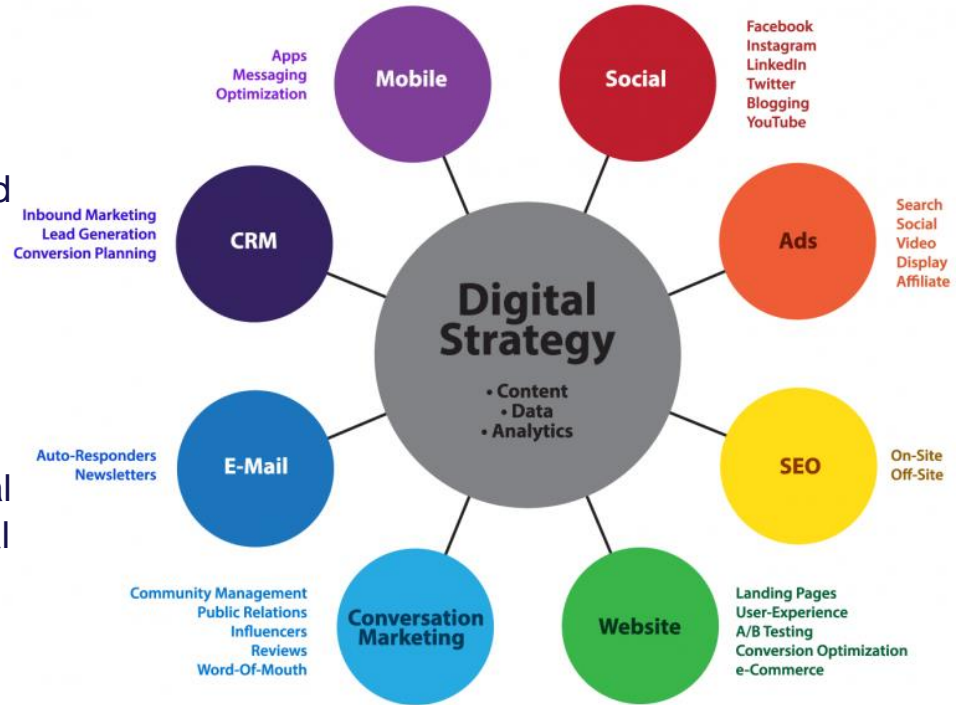 Digital
Strategy
• Content
• Data
• Analytics
Mobile
Apps
Messaging
Optimization
Social
Facebook
Instagram
LinkedIn
Twitter
Blogging
YouTube
CRM
Inbound Marketing
Lead Generation
Conversion Planning
Ads
Search
Social
Video
Display
Affiliate
E-Mail
Auto-Responders
Newsletters
SEO
On-Site
Off-Site
Conversation
Marketing
Community Management
Public Relations
Influencers
Reviews
Word-Of-Mouth
Website
Landing Pages
User-Experience
A/B Testing
Conversion Optimization
e-Commerce